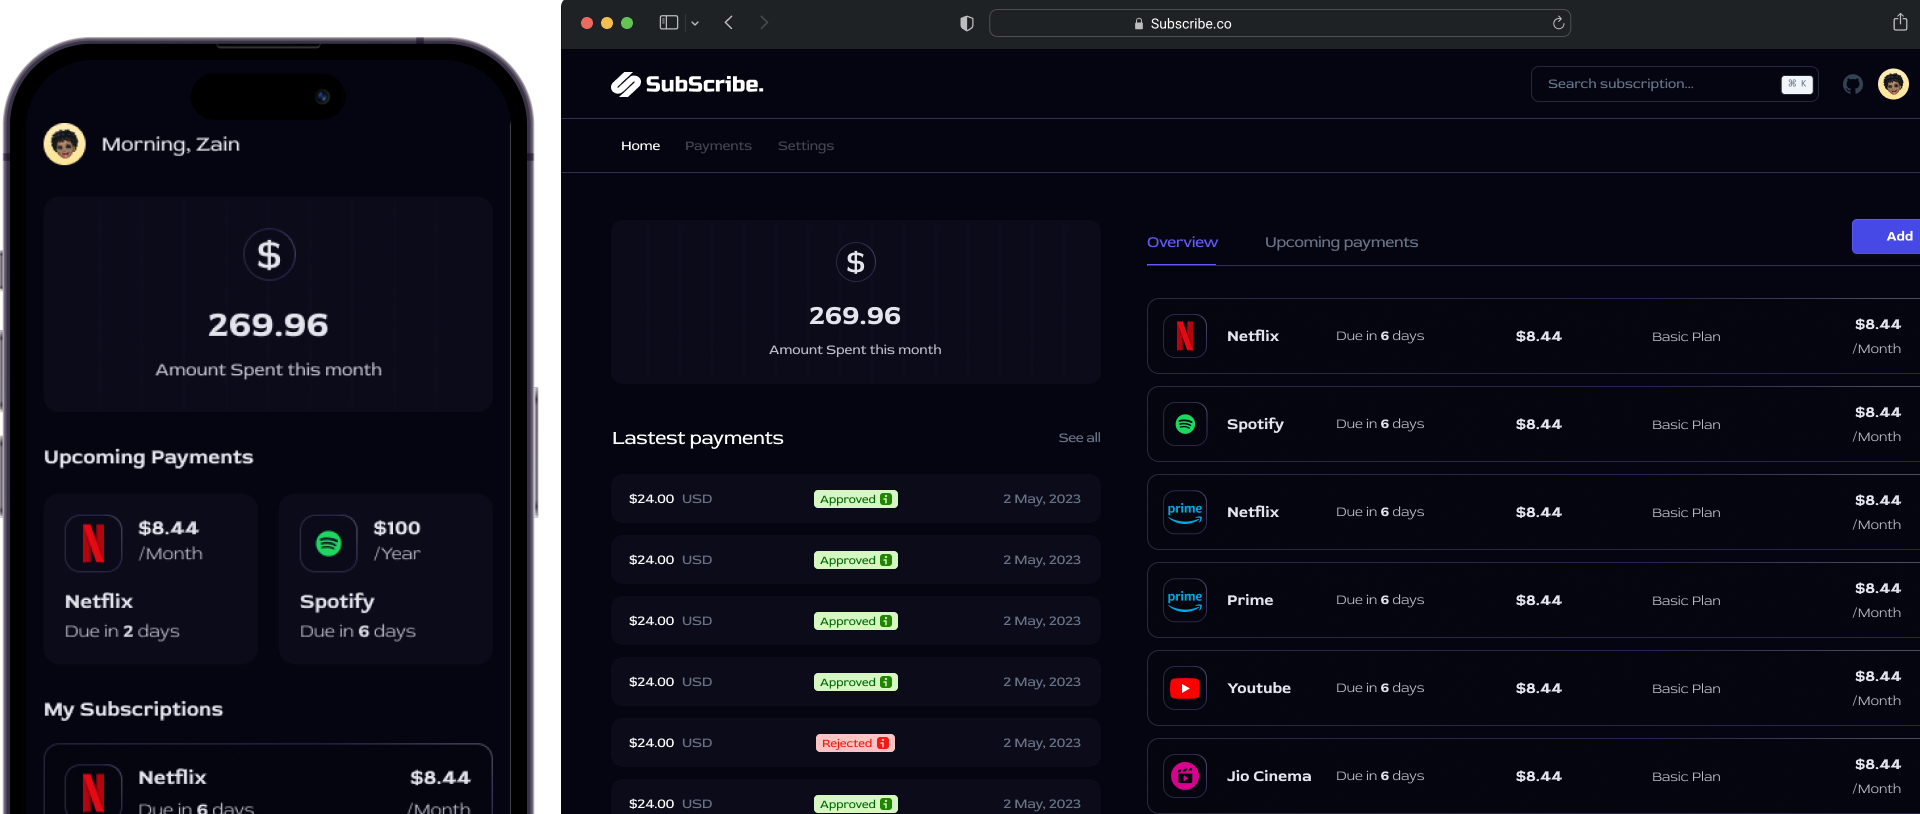 Morning, Zain
$
269.96
Amount Spent this month
Upcoming Payments
$8.44
/Month
Netflix
Due in 2 days
$100
/Year
Spotify
Due in 6 days
My Subscriptions
Netflix
$8.44
Due in 6 days
/Month
Subscribe.co
SubScribe.
Search subscription...
⌘ K
Home
Payments
Settings
$
269.96
Amount Spent this month
Lastest payments
See all
$24.00 USD Approved i 2 May, 2023
$24.00 USD Approved i 2 May, 2023
$24.00 USD Approved i 2 May, 2023
$24.00 USD Approved i 2 May, 2023
$24.00 USD Rejected i 2 May, 2023
$24.00 USD Approved i 2 May, 2023
Overview
Upcoming payments
Add
Netflix Due in 6 days $8.44 Basic Plan $8.44
/Month
Spotify Due in 6 days $8.44 Basic Plan $8.44
/Month
prime
Netflix Due in 6 days $8.44 Basic Plan $8.44
/Month
prime
Prime Due in 6 days $8.44 Basic Plan $8.44
/Month
Youtube Due in 6 days $8.44 Basic Plan $8.44
/Month
Jio Cinema Due in 6 days $8.44 Basic Plan $8.44
/Month